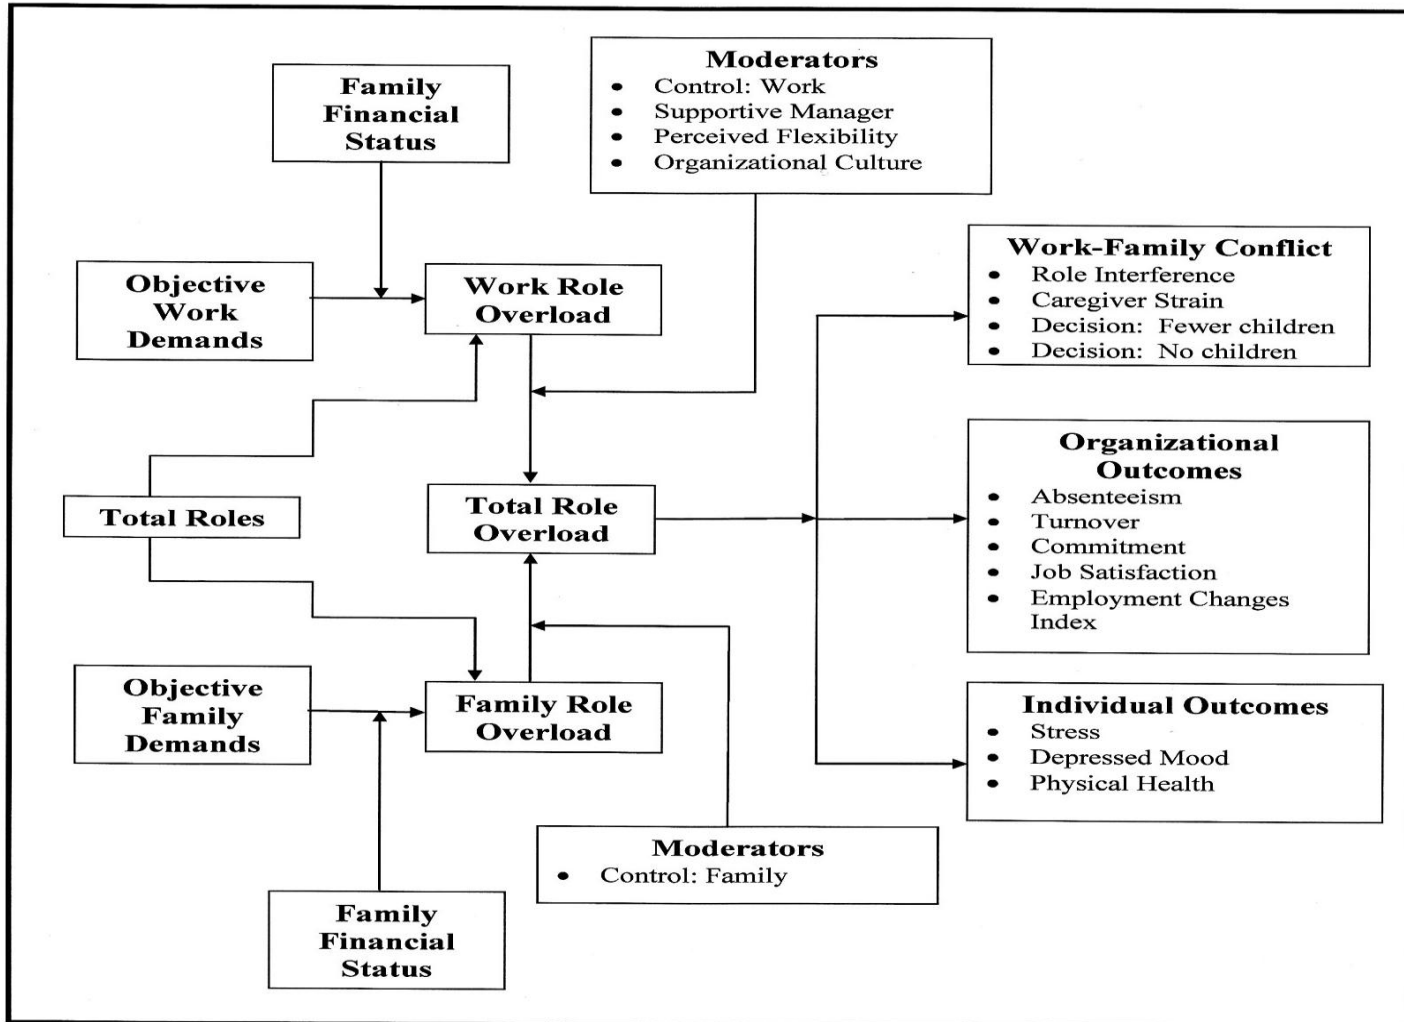 Family
Financial
Status
Moderators
• Control: Work
• Supportive Manager
• Perceived Flexibility
• Organizational Culture
Objective
Work
Demands
Work Role
Overload
Work-Family Conflict
• Role Interference
• Caregiver Strain
• Decision: Fewer children
• Decision: No children
Total Roles
Total Role
Overload
Organizational
Outcomes
• Absenteeism
• Turnover
• Commitment
• Job Satisfaction
• Employment Changes
Index
Objective
Family
Demands
Family Role
Overload
Individual Outcomes
• Stress
• Depressed Mood
• Physical Health
Moderators
• Control: Family
Family
Financial
Status